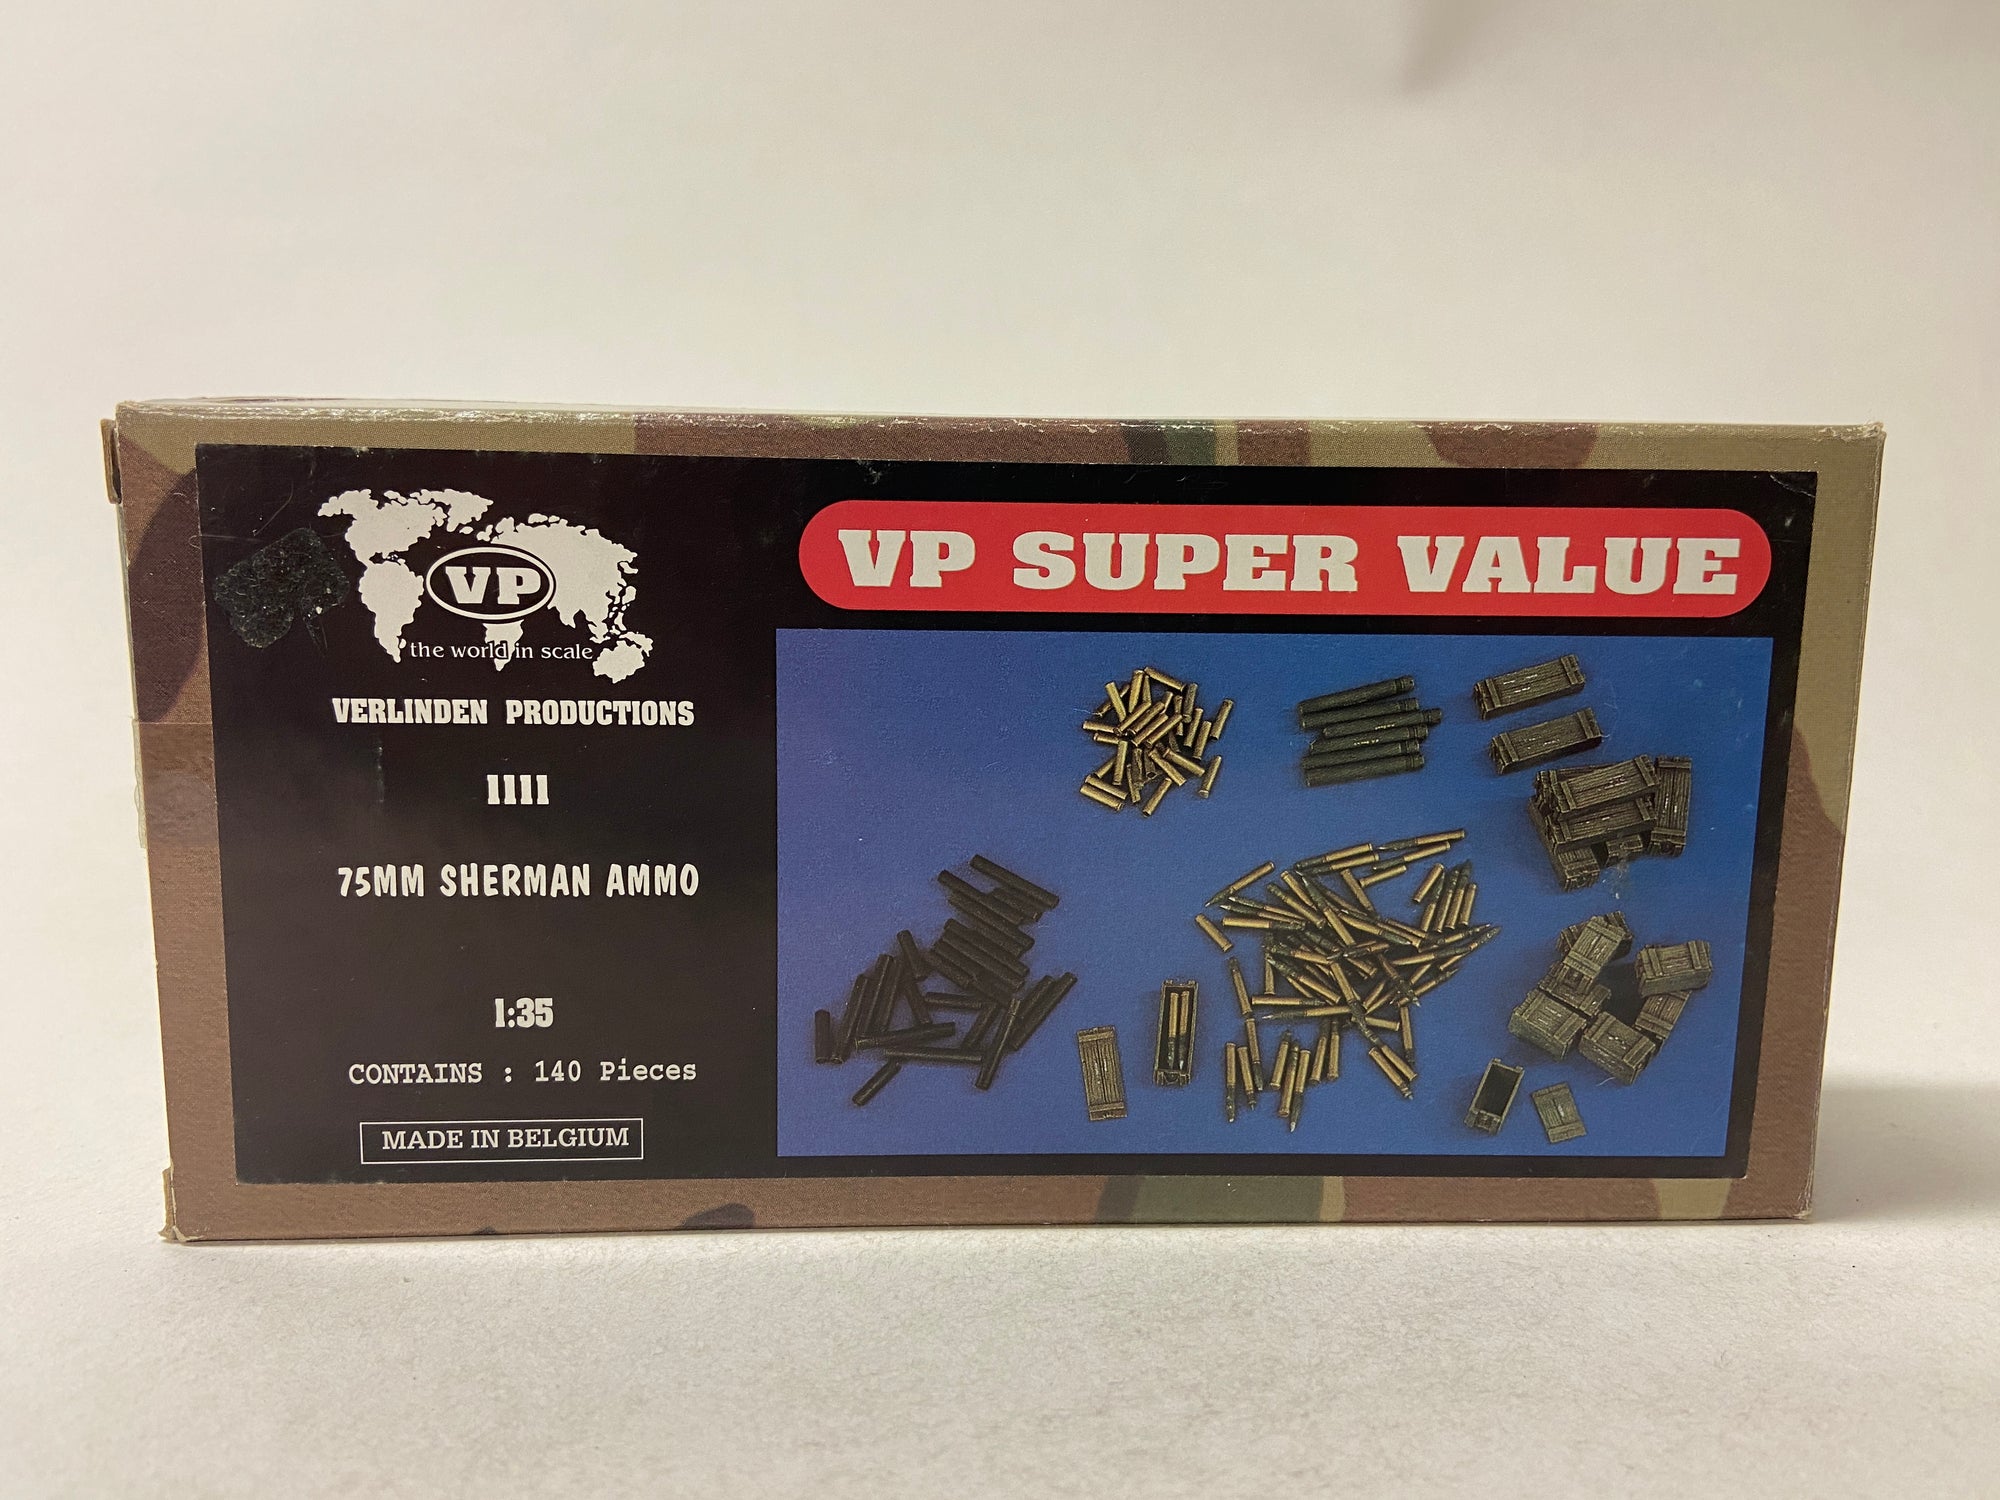 VP
the world in scale
VERLINDEN PRODUCTIONS
1111
75MM SHERMAN AMMO
1:35
CONTAINS : 140 Pieces
MADE IN BELGIUM
VP SUPER VALUE